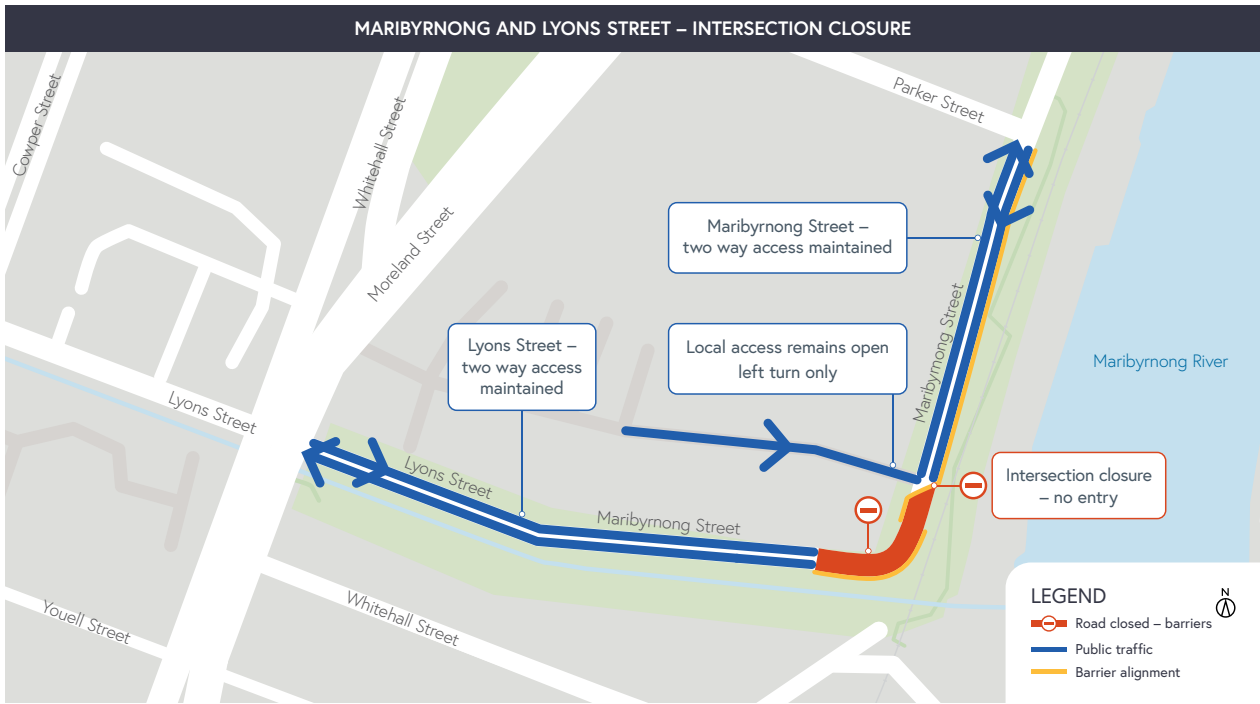 MARIBYRNONG AND LYONS STREET – INTERSECTION CLOSURE
Cowper Street
Whitehall Street
Moreland Street
Parker Street
Maribyrnong Street –
two way access maintained
Lyons Street –
two way access
maintained
Local access remains open
left turn only
Maribyrnong Street
Maribyrnong River
Lyons Street
Lyons Street
Maribyrnong Street
Intersection closure
– no entry
Youell Street
Whitehall Street
LEGEND
N
Road closed – barriers
Public traffic
Barrier alignment